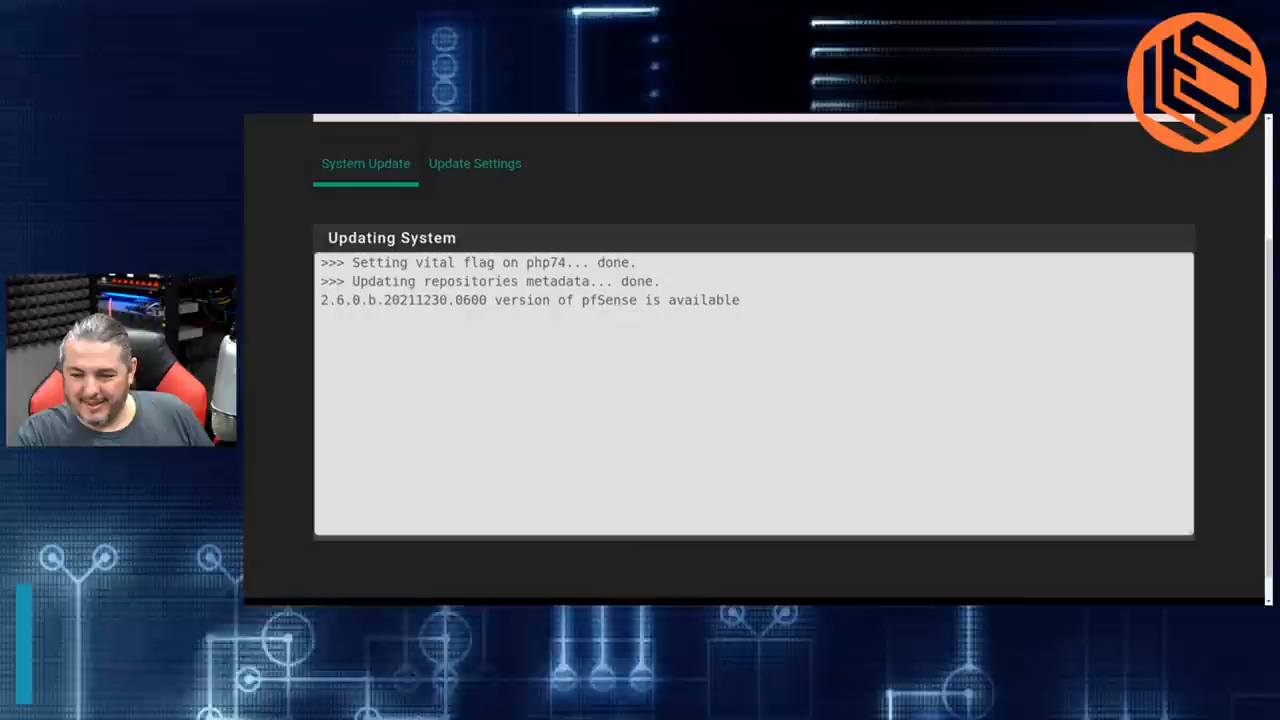 System Update Update Settings
Updating System
>>> Setting vital flag on php74... done.
>>> Updating repositories metadata... done.
2.6.0.b.20211230.0600 version of pfSense is available